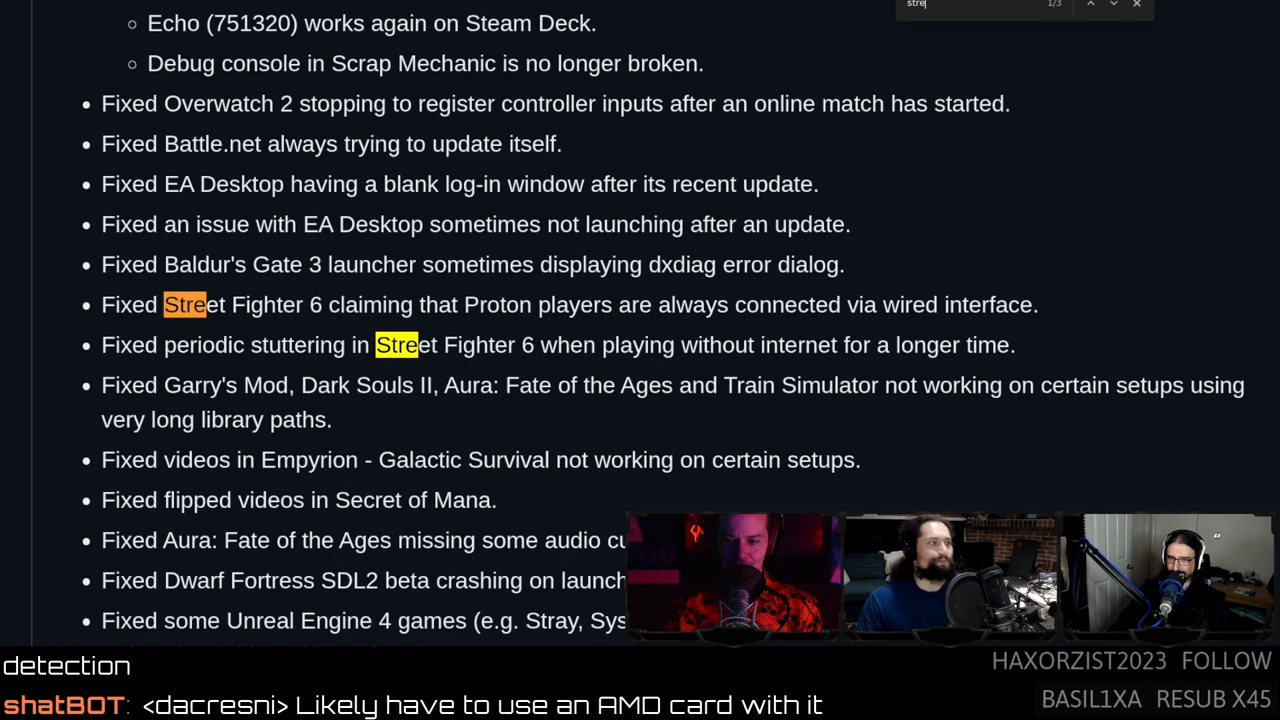 stre 1/3
Echo (751320) works again on Steam Deck.
Debug console in Scrap Mechanic is no longer broken.
Fixed Overwatch 2 stopping to register controller inputs after an online match has started.
Fixed Battle.net always trying to update itself.
Fixed EA Desktop having a blank log-in window after its recent update.
Fixed an issue with EA Desktop sometimes not launching after an update.
Fixed Baldur's Gate 3 launcher sometimes displaying dxdiag error dialog.
Fixed Street Fighter 6 claiming that Proton players are always connected via wired interface.
Fixed periodic stuttering in Street Fighter 6 when playing without internet for a longer time.
Fixed Garry's Mod, Dark Souls II, Aura: Fate of the Ages and Train Simulator not working on certain setups using
very long library paths.
Fixed videos in Empyrion - Galactic Survival not working on certain setups.
Fixed flipped videos in Secret of Mana.
Fixed Aura: Fate of the Ages missing some audio cu
Fixed Dwarf Fortress SDL2 beta crashing on launch
Fixed some Unreal Engine 4 games (e.g. Stray, Sys
detection
shatBOT: <dacresni> Likely have to use an AMD card with it
HAXORZIST2023 FOLLOW
BASIL1XA RESUB X45